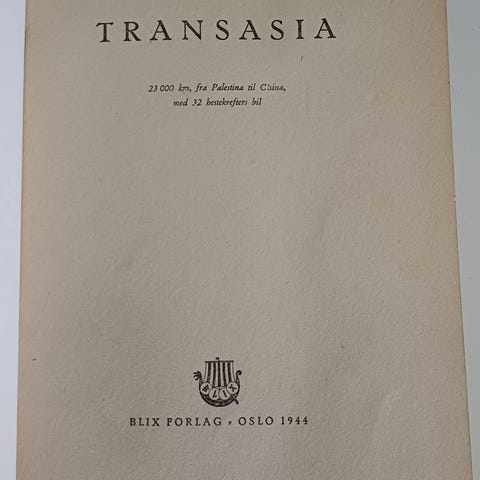 TRANSASIA
23 000 km, fra Palestina til China,
med 32 hestekrefters bil
BLIX
BLIX FORLAG • OSLO 1944